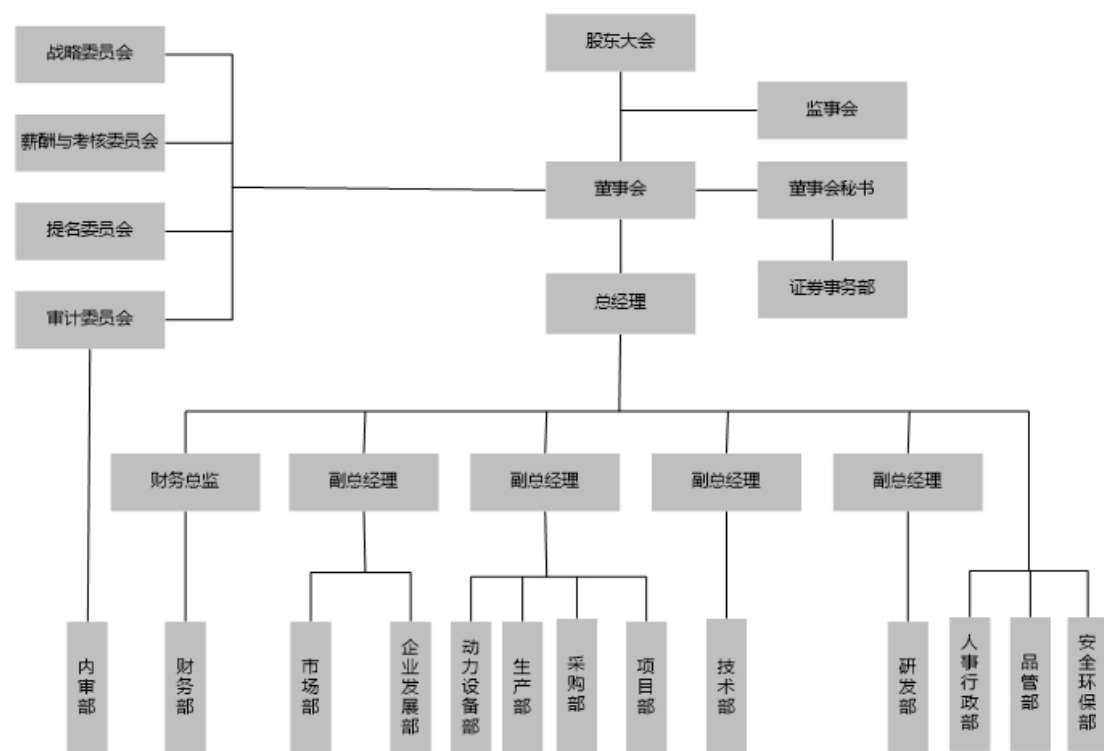 股东大会
战略委员会
监事会
薪酬与考核委员会
董事会
董事会秘书
提名委员会
总经理
证券事务部
审计委员会
财务总监
副总经理
副总经理
副总经理
副总经理
内审部
财务部
市场部
企业发展部
动力设备部
生产部
采购部
项目部
技术部
研发部
人事行政部
品管部
安全环保部